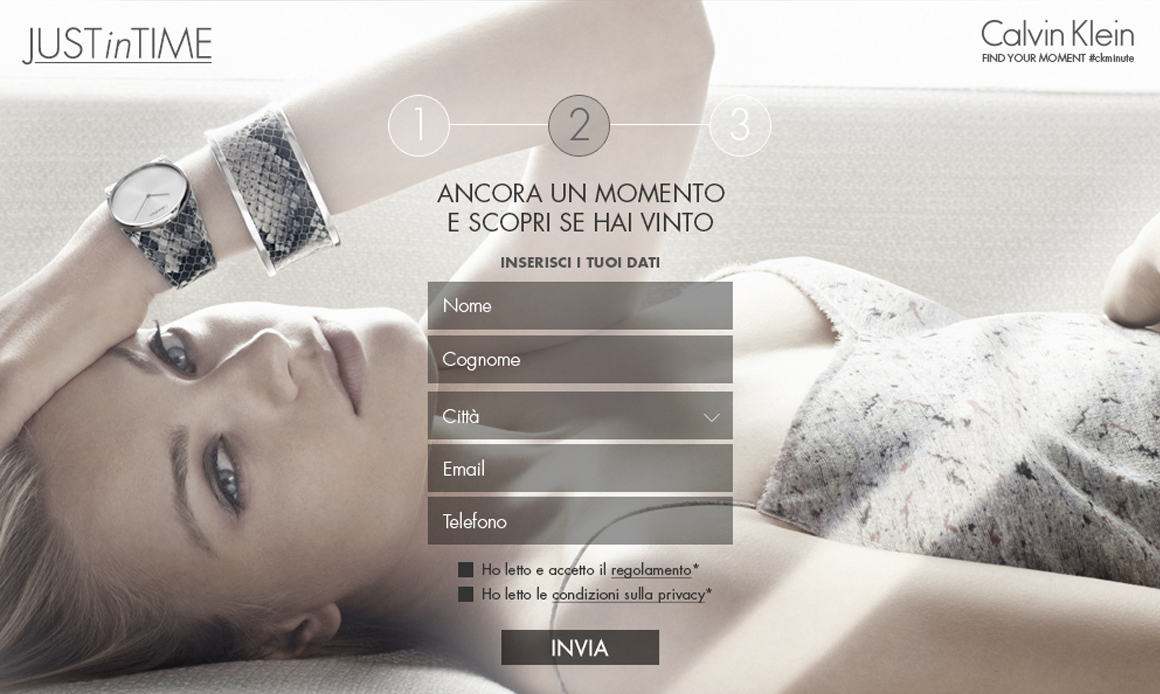 JUSTinTIME
Calvin Klein
FIND YOUR MOMENT #ckminute
1 2 3
ANCORA UN MOMENTO
E SCOPRI SE HAI VINTO
INSERISCI I TUOI DATI
Nome
Cognome
Città
Email
Telefono
Ho letto e accetto il regolamento*
Ho letto le condizioni sulla privacy*
INVIA